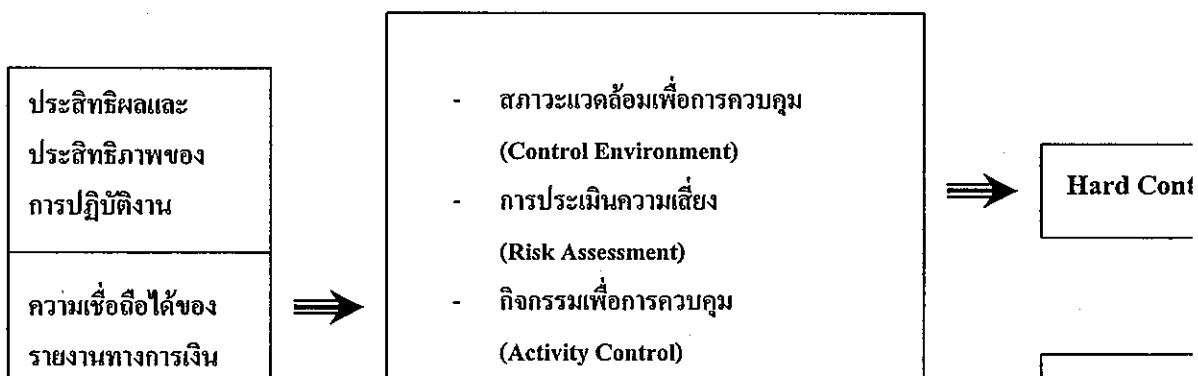 ประสิทธิผลและ
ประสิทธิภาพของ
การปฏิบัติงาน
ความเชื่อถือได้ของ
รายงานทางการเงิน
- สภาวะแวดล้อมเพื่อการควบคุม
(Control Environment)
- การประเมินความเสี่ยง
(Risk Assessment)
- กิจกรรมเพื่อการควบคุม
(Activity Control)
Hard Cont